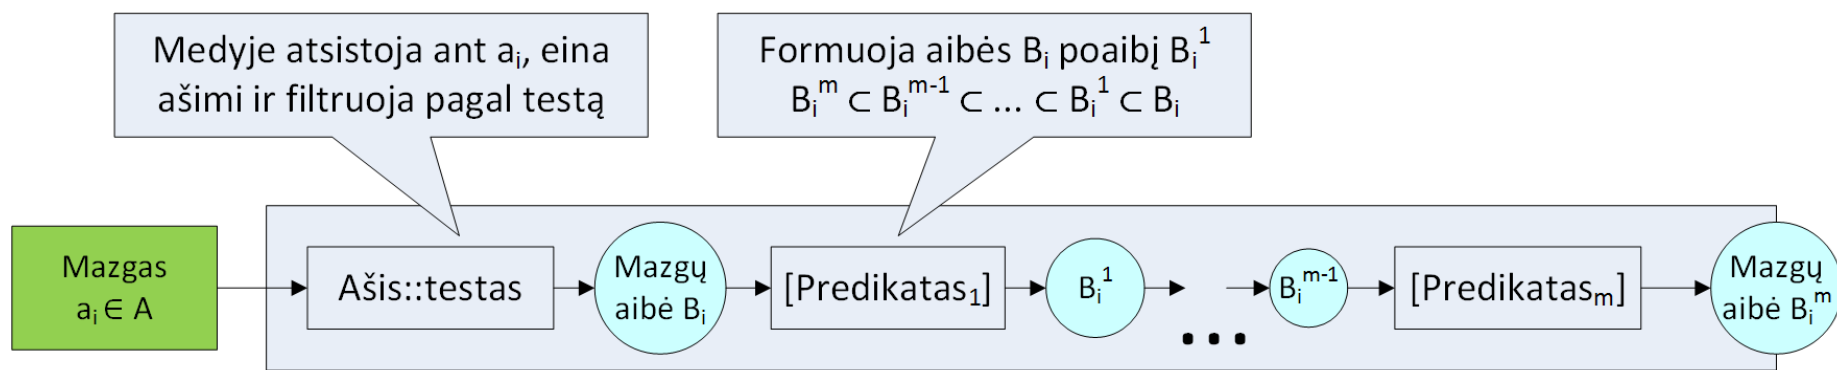 Medyje atsistoja ant aᵢ, eina
ašimi ir filtruoja pagal testą
Formuoja aibės Bᵢ poaibį Bᵢ¹
Bᵢᵐ ⊂ Bᵢᵐ⁻¹ ⊂ ... ⊂ Bᵢ¹ ⊂ Bᵢ
Mazgas
aᵢ ∈ A
Ašis::testas
Mazgų
aibė Bᵢ
[Predikatas₁]
Bᵢ¹
...
Bᵢᵐ⁻¹
[Predikatasₘ]
Mazgų
aibė Bᵢᵐ